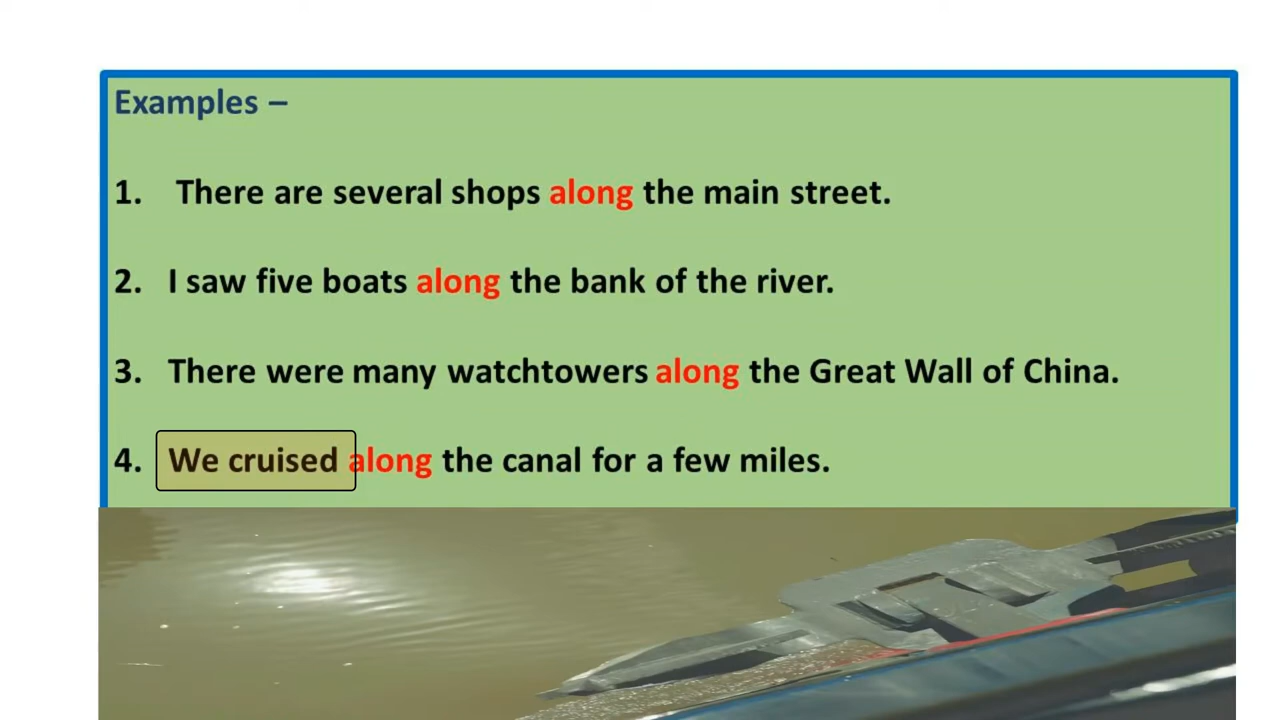 Examples –
1. There are several shops along the main street.
2. I saw five boats along the bank of the river.
3. There were many watchtowers along the Great Wall of China.
4. We cruised along the canal for a few miles.